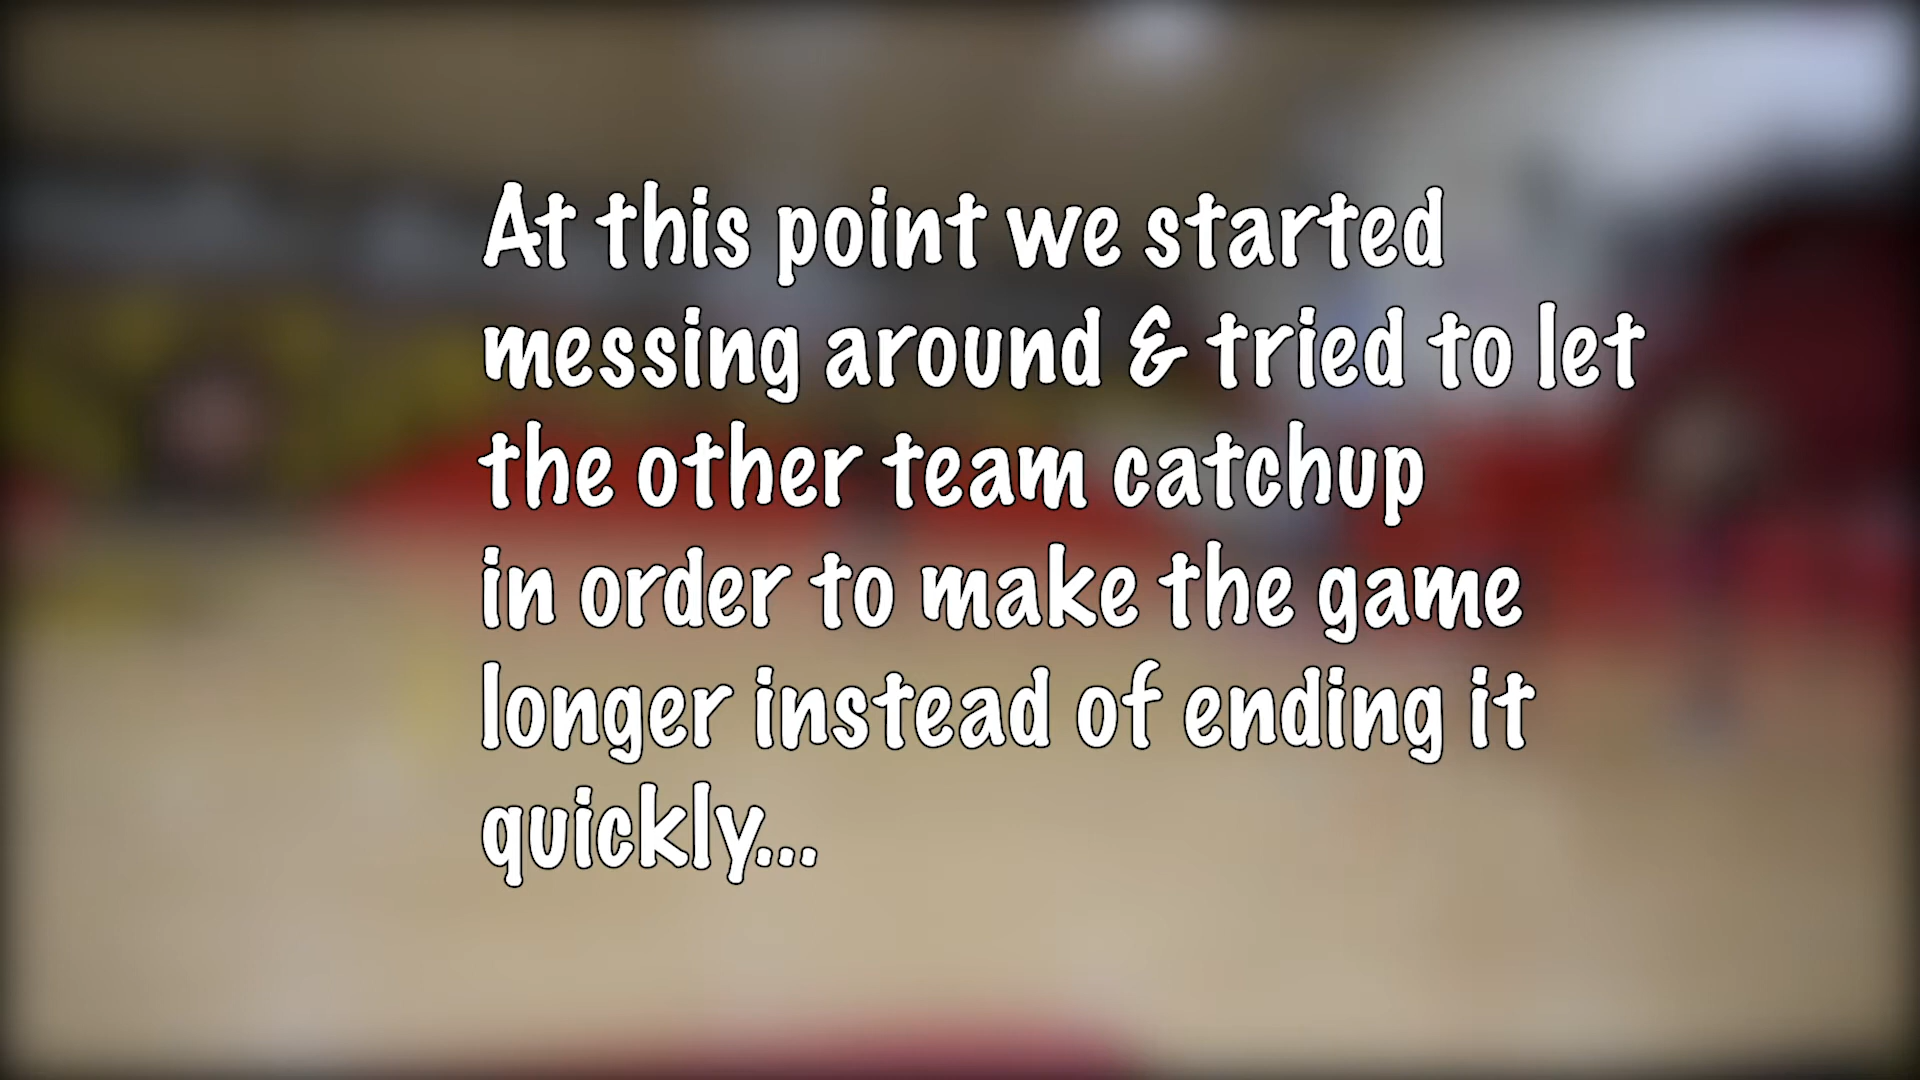 At this point we started
messing around & tried to let
the other team catchup
in order to make the game
longer instead of ending it
quickly...